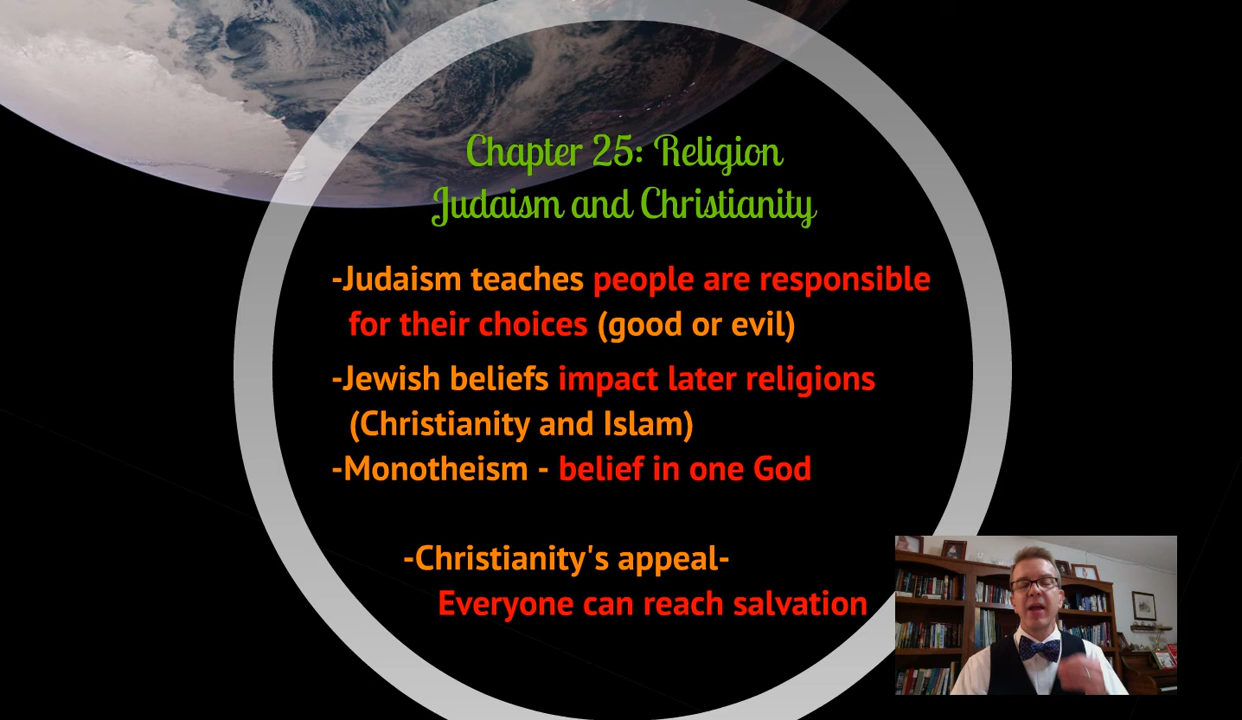 Chapter 25: Religion
Judaism and Christianity
-Judaism teaches people are responsible
for their choices (good or evil)
-Jewish beliefs impact later religions
(Christianity and Islam)
-Monotheism - belief in one God
-Christianity's appeal-
Everyone can reach salvation